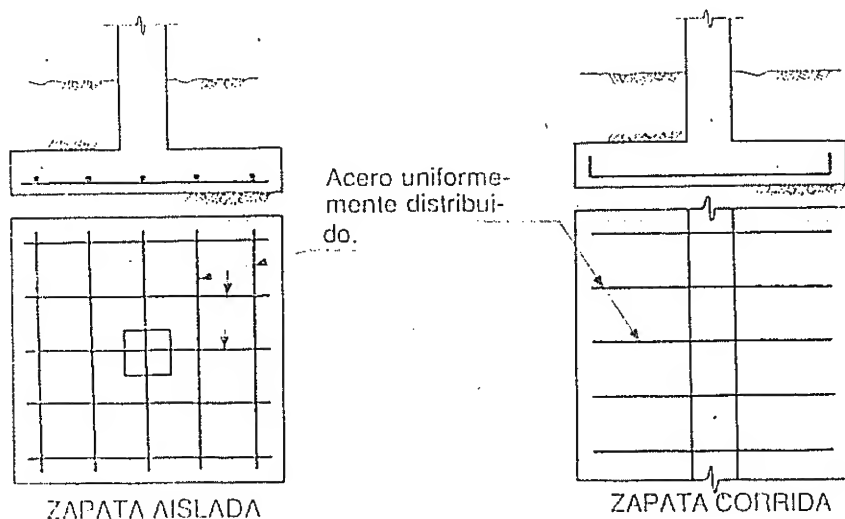 Acero uniforme-
mente distribui-
do.
ZAPATA AISLADA
ZAPATA CORRIDA